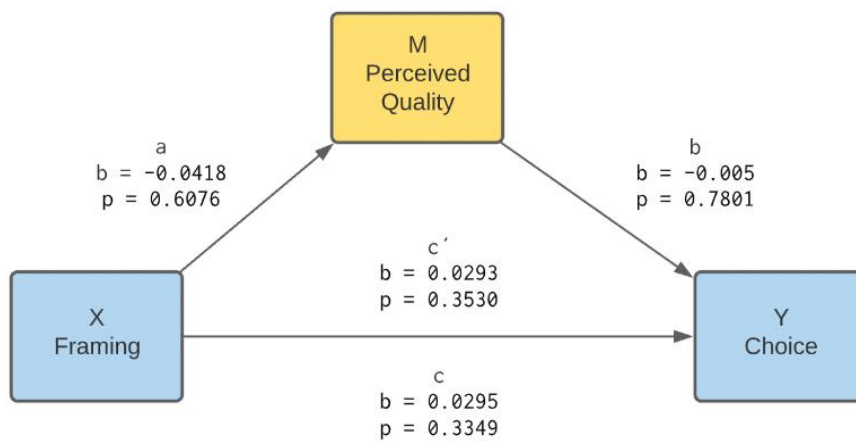 M
Perceived
Quality
a
b = -0.0418
p = 0.6076
b
b = -0.005
p = 0.7801
c´
b = 0.0293
p = 0.3530
X
Framing
Y
Choice
c
b = 0.0295
p = 0.3349